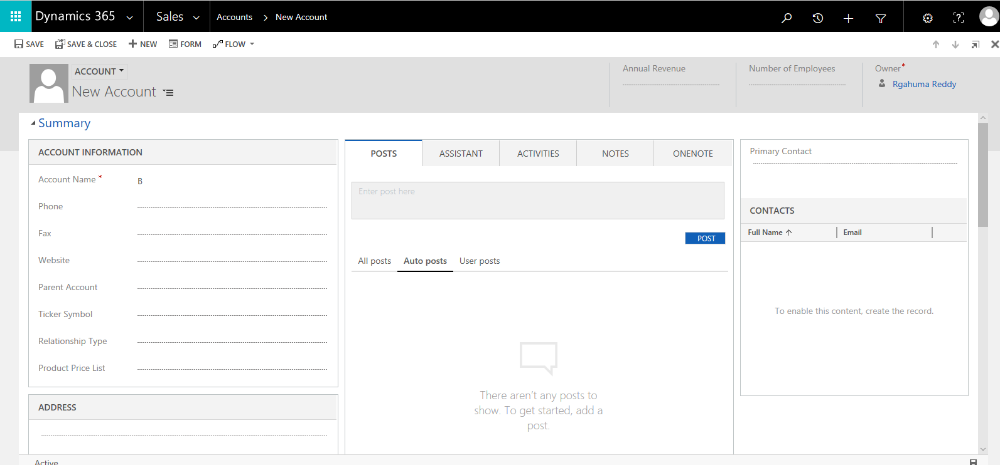 Dynamics 365 Sales Accounts > New Account
SAVE SAVE & CLOSE NEW FORM FLOW
ACCOUNT
New Account
Annual Revenue
Number of Employees
Owner*
Rgahuma Reddy
Summary
ACCOUNT INFORMATION
Account Name * B
Phone
Fax
Website
Parent Account
Ticker Symbol
Relationship Type
Product Price List
ADDRESS
POSTS ASSISTANT ACTIVITIES NOTES ONENOTE
Enter post here
POST
All posts Auto posts User posts
There aren't any posts to
show. To get started, add a
post.
Primary Contact
CONTACTS
Full Name Email
To enable this content, create the record.
Active